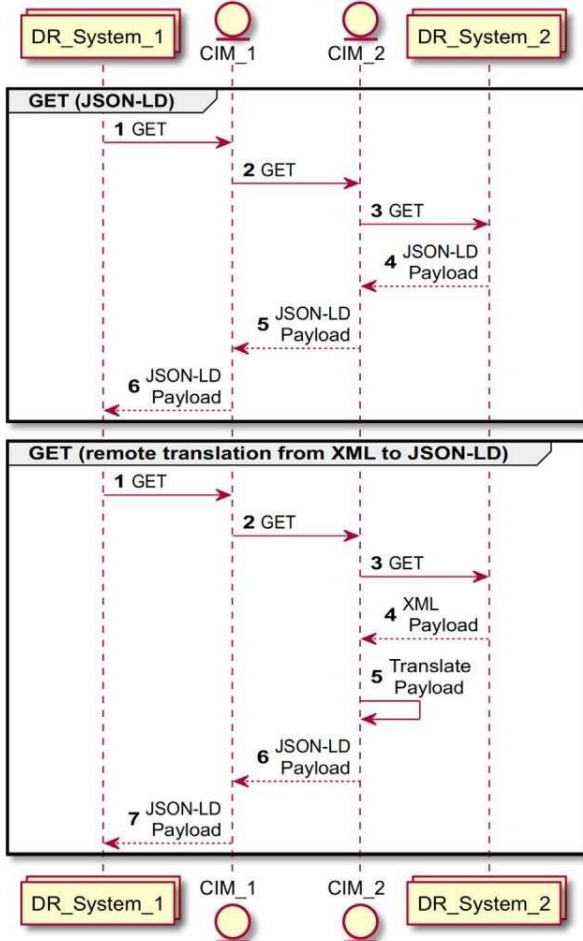 DR_System_1
CIM_1
CIM_2
DR_System_2
GET (JSON-LD)
1 GET
2 GET
3 GET
4 JSON-LD
Payload
5 JSON-LD
Payload
6 JSON-LD
Payload
GET (remote translation from XML to JSON-LD)
1 GET
2 GET
3 GET
4 XML
Payload
5 Translate
Payload
6 JSON-LD
Payload
7 JSON-LD
Payload
DR_System_1
CIM_1
CIM_2
DR_System_2